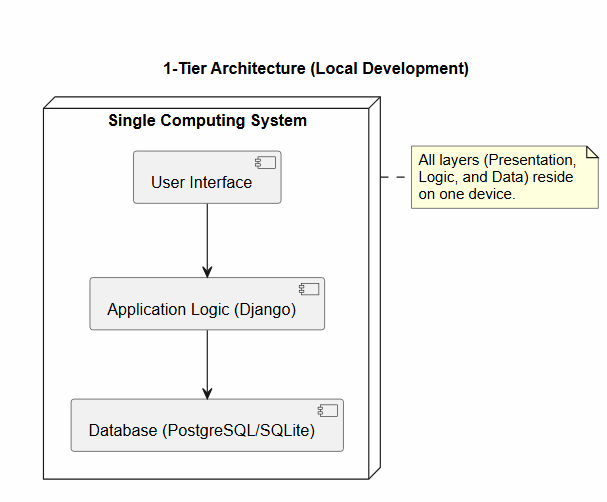 1-Tier Architecture (Local Development)
Single Computing System
User Interface
All layers (Presentation,
Logic, and Data) reside
on one device.
Application Logic (Django)
Database (PostgreSQL/SQLite)